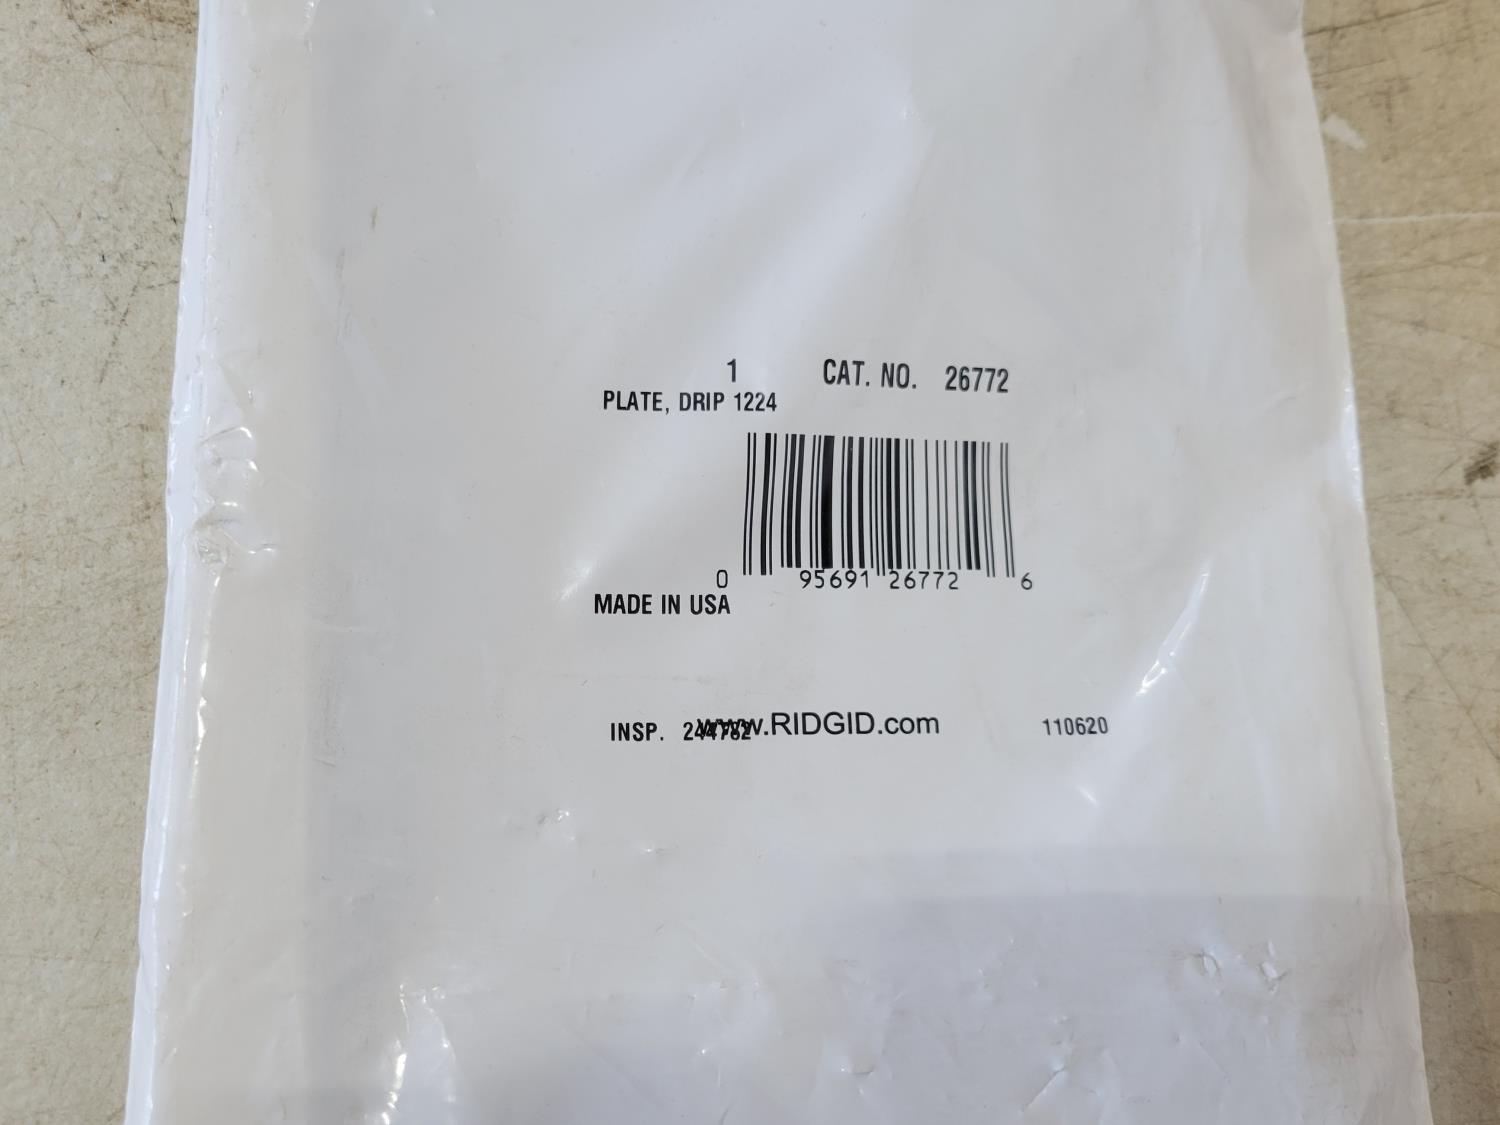 1 CAT. NO. 26772
PLATE, DRIP 1224
0 95691 26772 6
MADE IN USA
INSP. www.RIDGID.com 110620